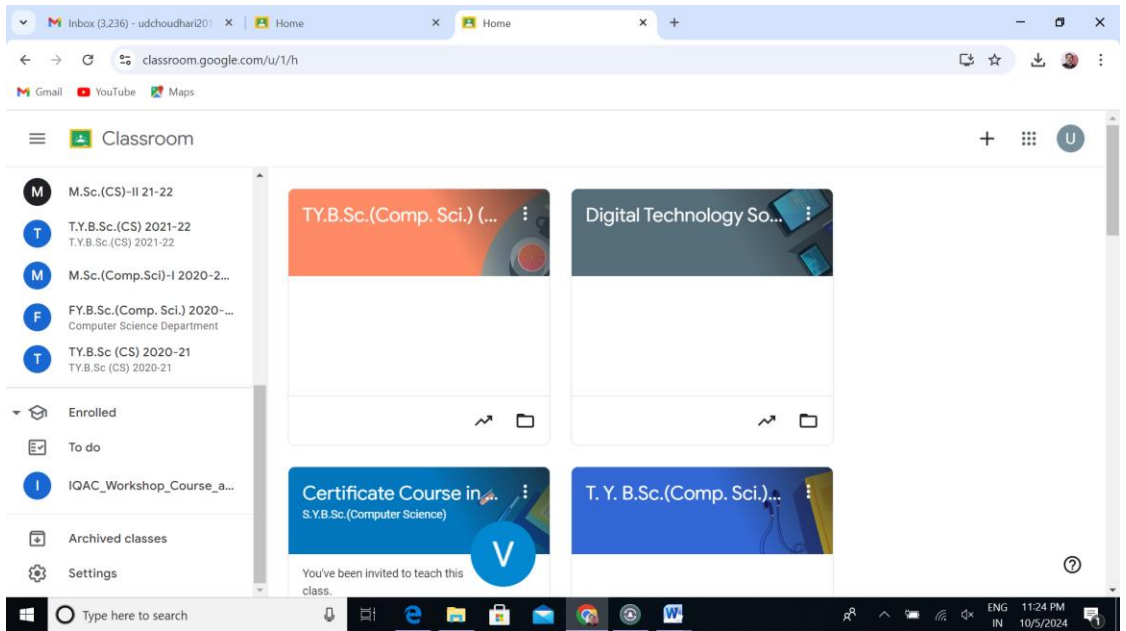 Inbox (3,236) - udchoudhari201
Home
Home
classroom.google.com/u/1/h
Gmail
YouTube
Maps
Classroom
U
M
M.Sc.(CS)-II 21-22
T
T.Y.B.Sc.(CS) 2021-22
T.Y.B.Sc.(CS) 2021-22
M
M.Sc.(Comp.Sci)-I 2020-2...
F
FY.B.Sc.(Comp. Sci.) 2020-...
Computer Science Department
T
TY.B.Sc (CS) 2020-21
TY.B.Sc (CS) 2020-21
Enrolled
To do
I
IQAC_Workshop_Course_a...
Archived classes
Settings
TY.B.Sc.(Comp. Sci.) (...
Digital Technology So...
Certificate Course in ...
S.Y.B.Sc.(Computer Science)
V
You've been invited to teach this
class.
T. Y. B.Sc.(Comp. Sci.)...
Type here to search
ENG
IN
11:24 PM
10/5/2024
1